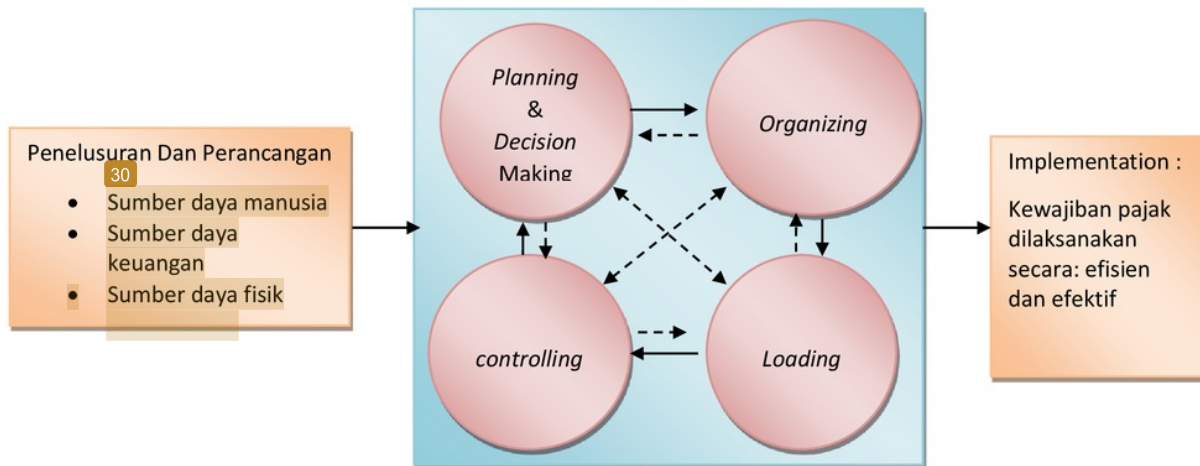 Penelusuran Dan Perancangan
30
• Sumber daya manusia
• Sumber daya
keuangan
• Sumber daya fisik
Planning
&
Decision
Making
Organizing
controlling
Loading
Implementation :
Kewajiban pajak
dilaksanakan
secara: efisien
dan efektif